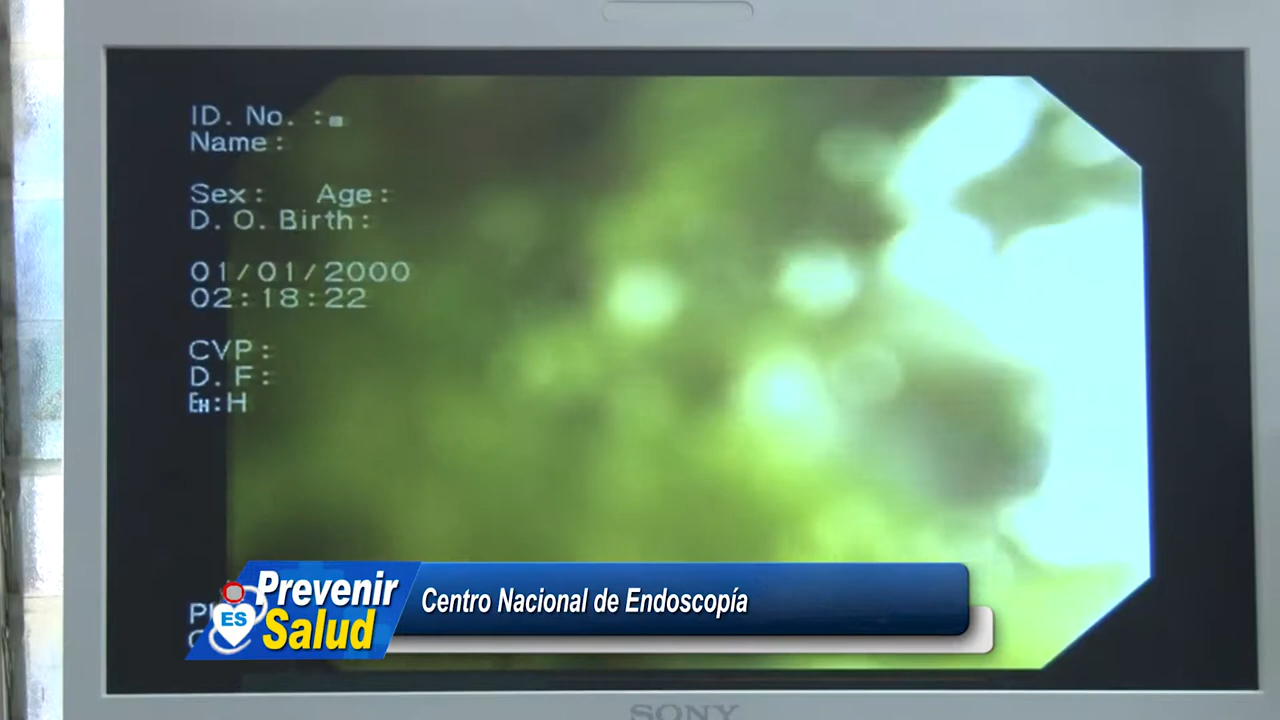 ID. No. :
Name:
Sex: Age:
D. O. Birth:
01/01/2000
02:18:22
CVP:
D. F:
EH:H
Prevenir
ES
Salud
Centro Nacional de Endoscopía
SONY